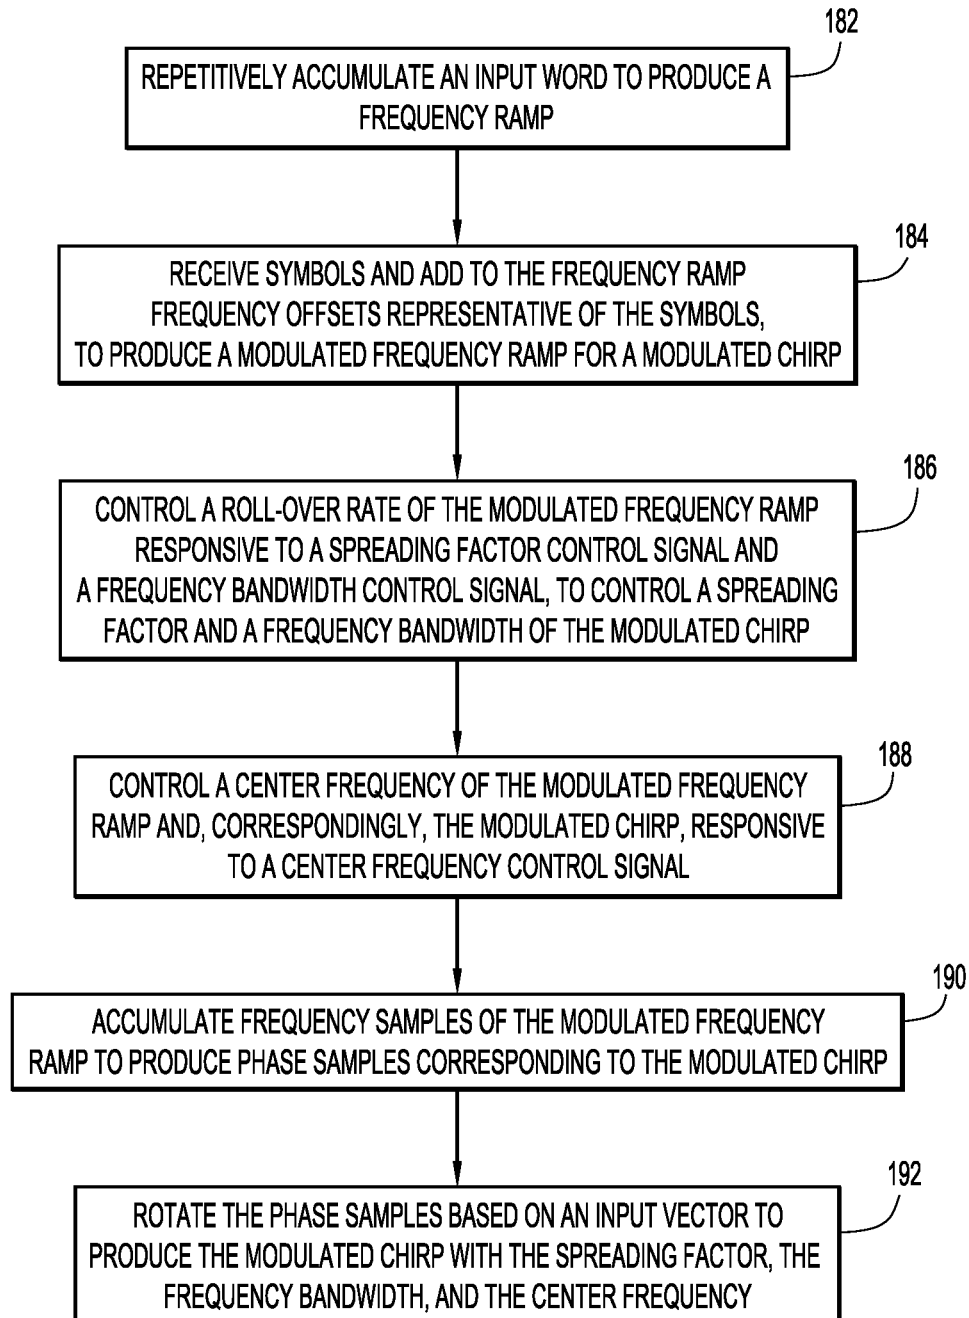 182
REPETITIVELY ACCUMULATE AN INPUT WORD TO PRODUCE A
FREQUENCY RAMP
184
RECEIVE SYMBOLS AND ADD TO THE FREQUENCY RAMP
FREQUENCY OFFSETS REPRESENTATIVE OF THE SYMBOLS,
TO PRODUCE A MODULATED FREQUENCY RAMP FOR A MODULATED CHIRP
186
CONTROL A ROLL-OVER RATE OF THE MODULATED FREQUENCY RAMP
RESPONSIVE TO A SPREADING FACTOR CONTROL SIGNAL AND
A FREQUENCY BANDWIDTH CONTROL SIGNAL, TO CONTROL A SPREADING
FACTOR AND A FREQUENCY BANDWIDTH OF THE MODULATED CHIRP
188
CONTROL A CENTER FREQUENCY OF THE MODULATED FREQUENCY
RAMP AND, CORRESPONDINGLY, THE MODULATED CHIRP, RESPONSIVE
TO A CENTER FREQUENCY CONTROL SIGNAL
190
ACCUMULATE FREQUENCY SAMPLES OF THE MODULATED FREQUENCY
RAMP TO PRODUCE PHASE SAMPLES CORRESPONDING TO THE MODULATED CHIRP
192
ROTATE THE PHASE SAMPLES BASED ON AN INPUT VECTOR TO
PRODUCE THE MODULATED CHIRP WITH THE SPREADING FACTOR, THE
FREQUENCY BANDWIDTH, AND THE CENTER FREQUENCY